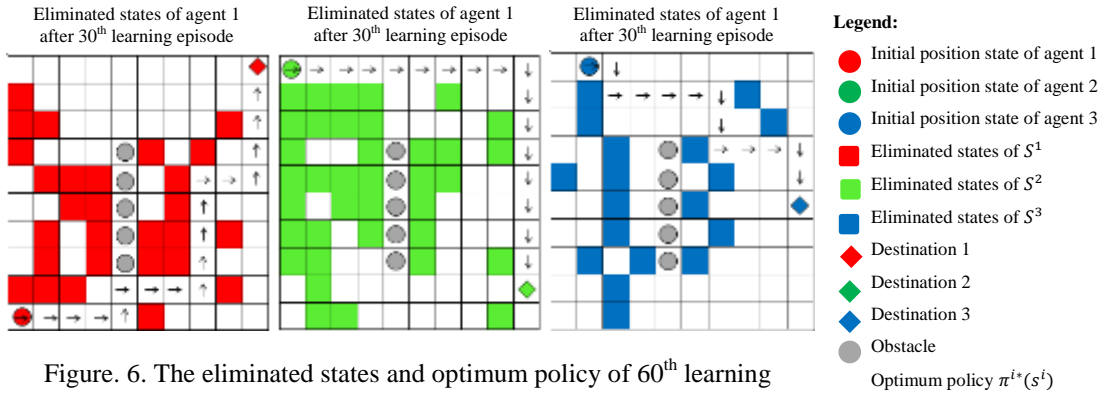 Eliminated states of agent 1
after 30th learning episode
Eliminated states of agent 1
after 30th learning episode
Eliminated states of agent 1
after 30th learning episode
Legend:
Initial position state of agent 1
Initial position state of agent 2
Initial position state of agent 3
Eliminated states of S¹
Eliminated states of S²
Eliminated states of S³
Destination 1
Destination 2
Destination 3
Obstacle
Optimum policy πⁱ*(sⁱ)
Figure. 6. The eliminated states and optimum policy of 60th learning